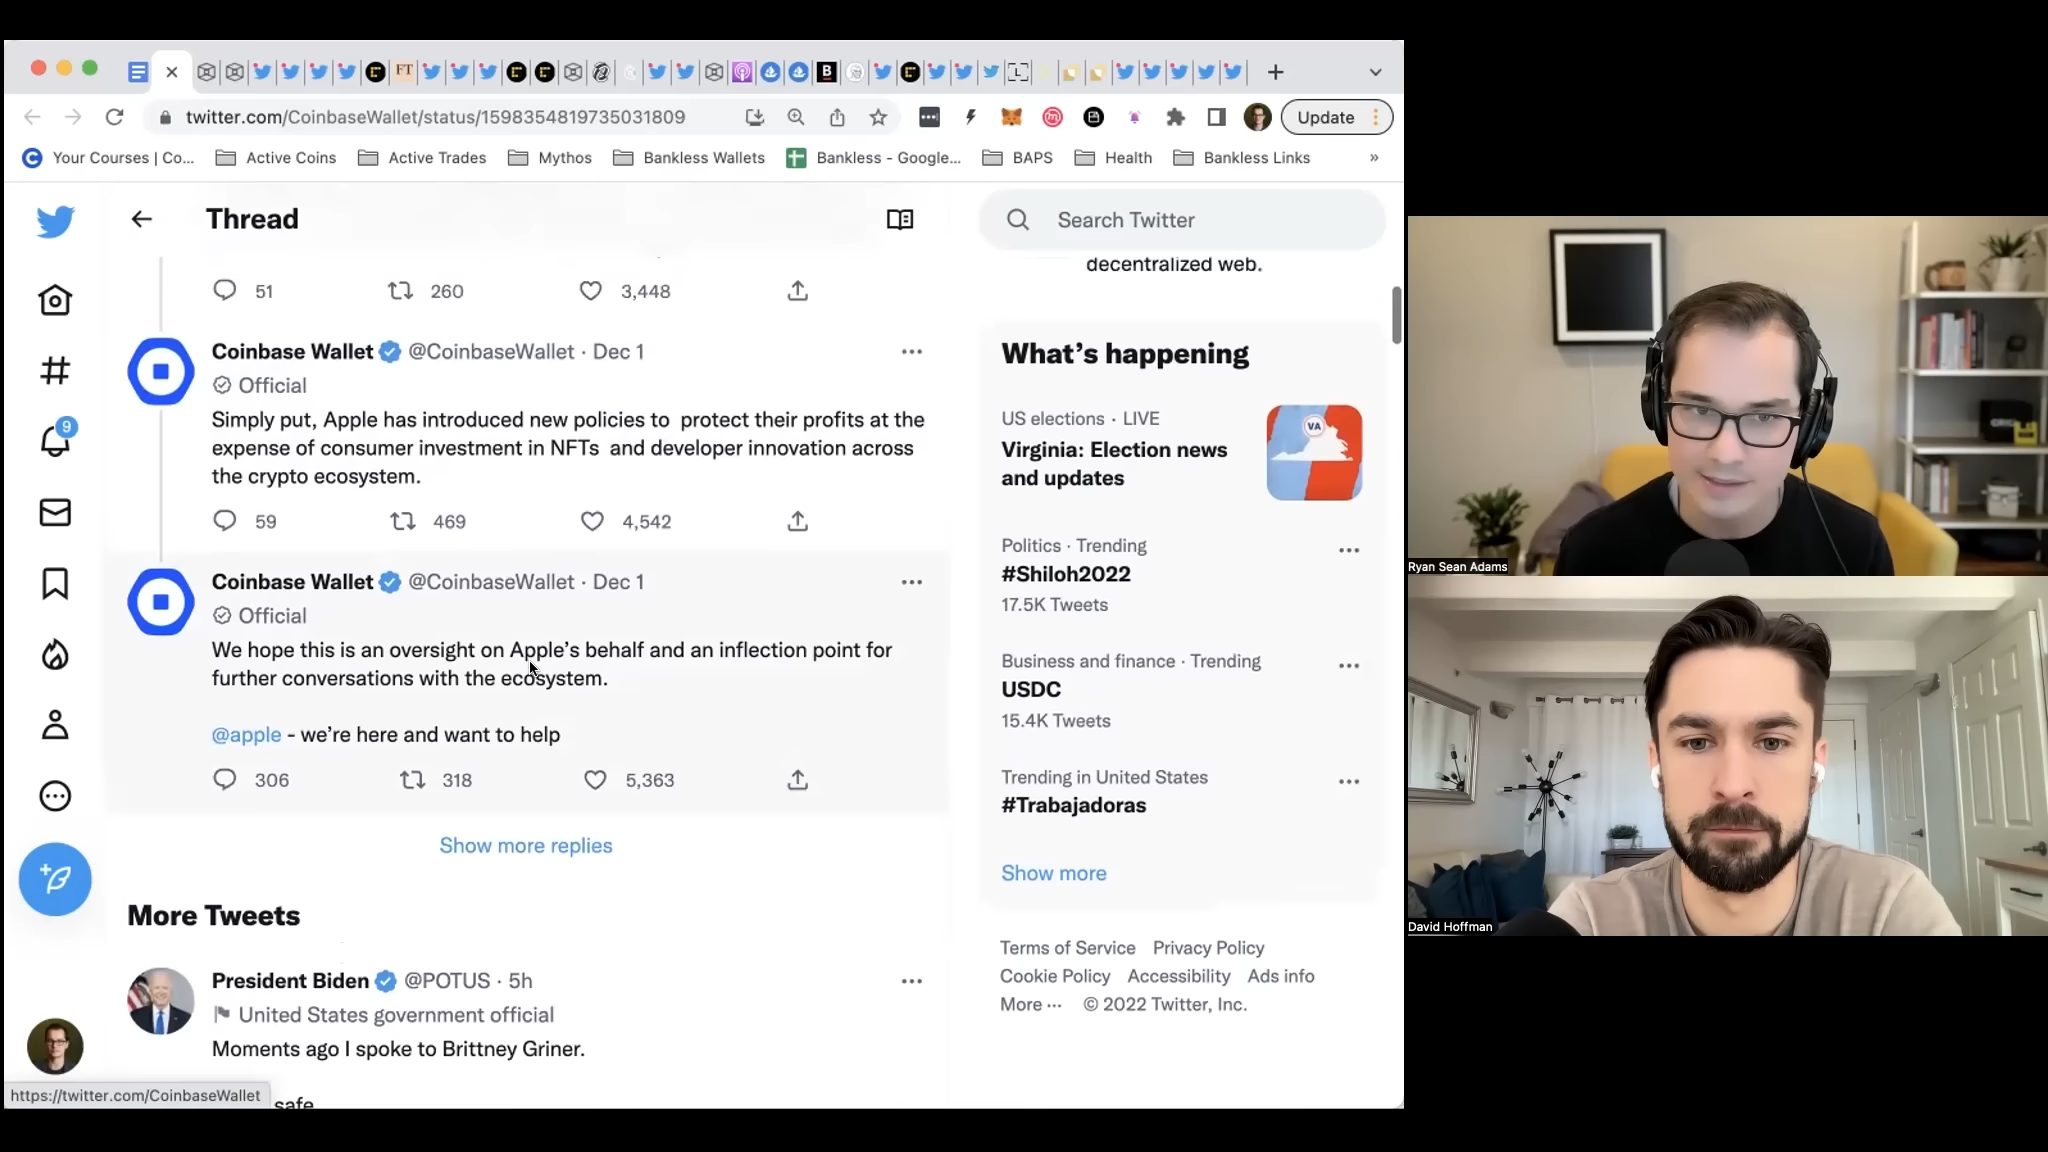 FT
B
[L]
twitter.com/CoinbaseWallet/status/1598354819735031809
Update
Your Courses | Co...
Active Coins
Active Trades
Mythos
Bankless Wallets
Bankless - Google...
BAPS
Health
Bankless Links
»
Thread
Search Twitter
decentralized web.
51
260
3,448
Coinbase Wallet @CoinbaseWallet · Dec 1
Official
Simply put, Apple has introduced new policies to  protect their profits at the
expense of consumer investment in NFTs  and developer innovation across
the crypto ecosystem.
59
469
4,542
9
Coinbase Wallet @CoinbaseWallet · Dec 1
Official
We hope this is an oversight on Apple’s behalf and an inflection point for
further conversations with the ecosystem.
@apple - we’re here and want to help
306
318
5,363
Show more replies
More Tweets
President Biden @POTUS · 5h
United States government official
Moments ago I spoke to Brittney Griner.
safe
https://twitter.com/CoinbaseWallet
What’s happening
US elections · LIVE
Virginia: Election news
and updates
VA
Politics · Trending
#Shiloh2022
17.5K Tweets
Business and finance · Trending
USDC
15.4K Tweets
Trending in United States
#Trabajadoras
Show more
Terms of Service Privacy Policy
Cookie Policy Accessibility Ads info
More ··· © 2022 Twitter, Inc.
Ryan Sean Adams
David Hoffman